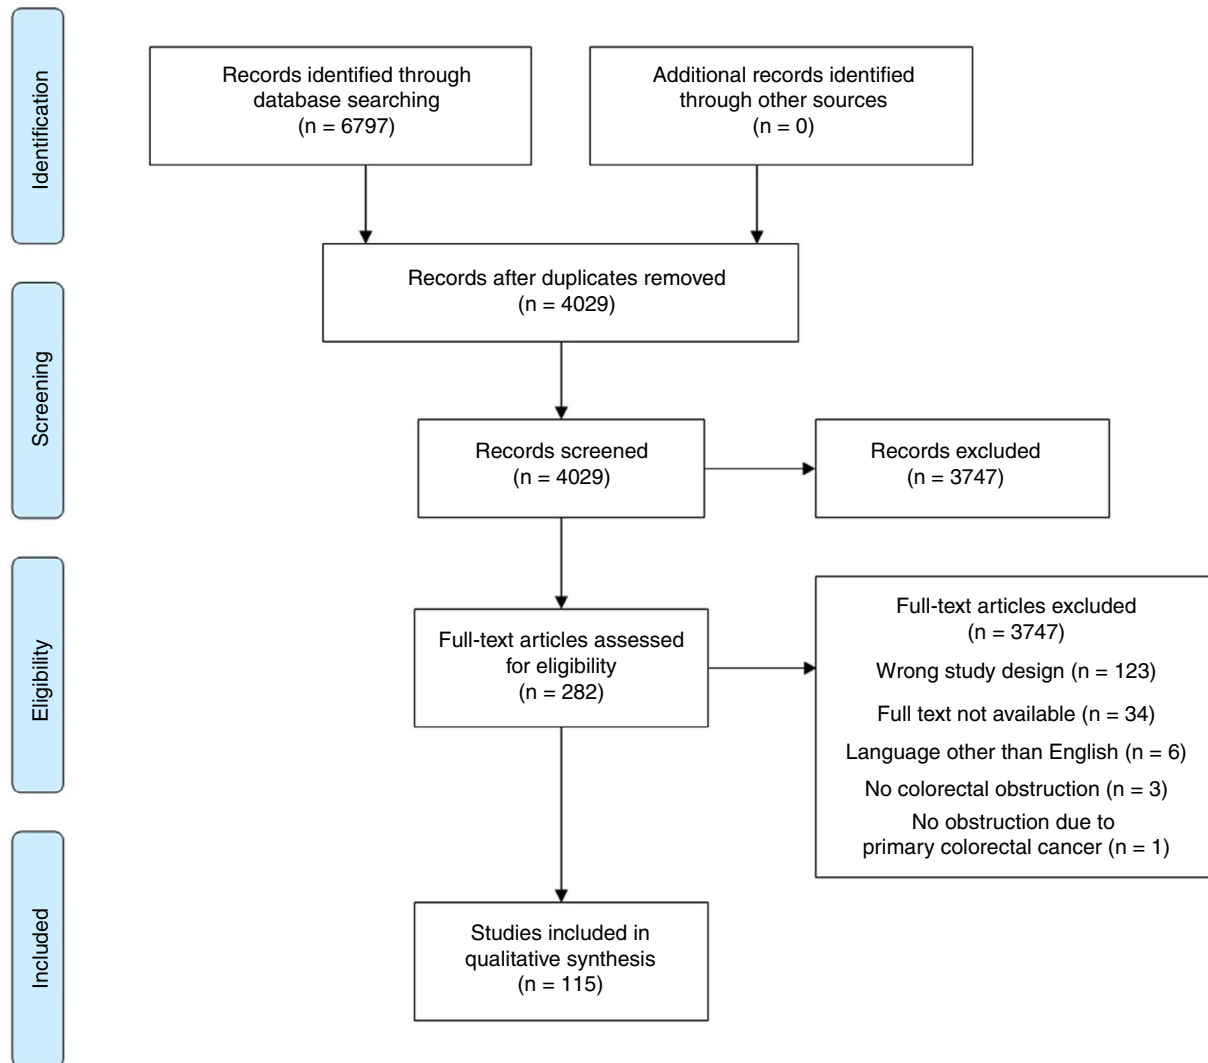 Identification
Records identified through
database searching
(n = 6797)
Additional records identified
through other sources
(n = 0)
Records after duplicates removed
(n = 4029)
Screening
Records screened
(n = 4029)
Records excluded
(n = 3747)
Eligibility
Full-text articles assessed
for eligibility
(n = 282)
Full-text articles excluded
(n = 3747)
Wrong study design (n = 123)
Full text not available (n = 34)
Language other than English (n = 6)
No colorectal obstruction (n = 3)
No obstruction due to
primary colorectal cancer (n = 1)
Included
Studies included in
qualitative synthesis
(n = 115)